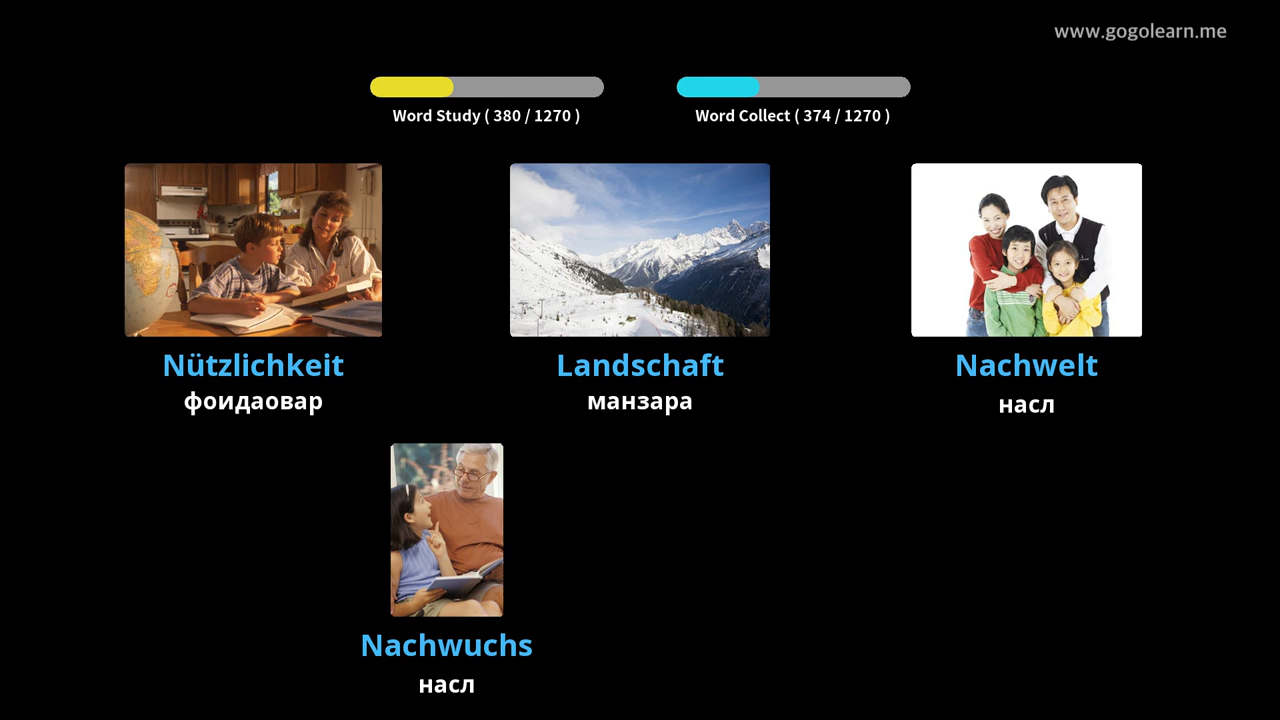 www.gogolearn.me
Word Study ( 380 / 1270 )
Word Collect ( 374 / 1270 )
Nützlichkeit
фоидаовар
Landschaft
манзара
Nachwelt
насл
Nachwuchs
насл